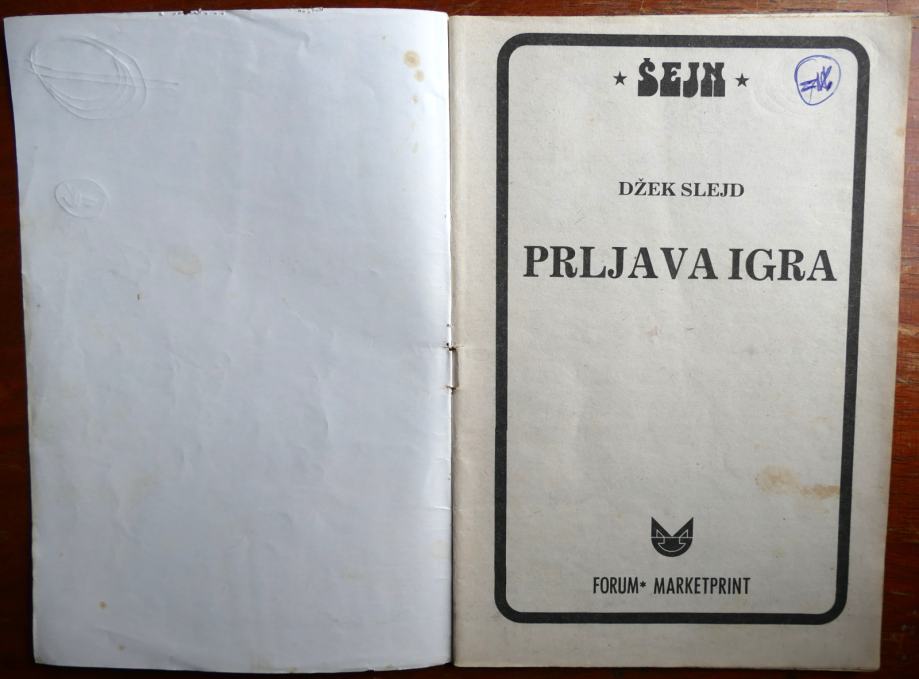 ★ ŠEJN ★
DŽEK SLEJD
PRLJAVA IGRA
FORUM* MARKETPRINT